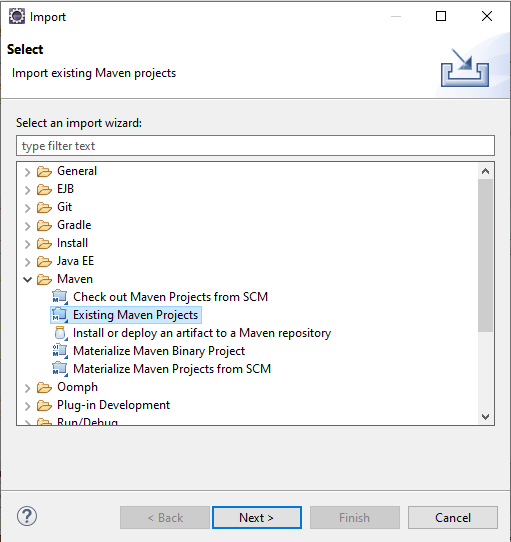 Import
Select
Import existing Maven projects
Select an import wizard:
type filter text
General
EJB
Git
Gradle
Install
Java EE
Maven
Check out Maven Projects from SCM
Existing Maven Projects
Install or deploy an artifact to a Maven repository
Materialize Maven Binary Project
Materialize Maven Projects from SCM
Oomph
Plug-in Development
Run/Debug
< Back
Next >
Finish
Cancel